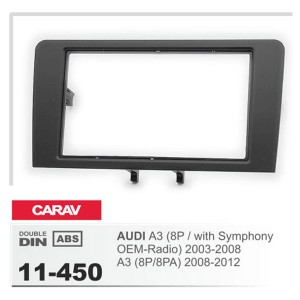 CARAV
DOUBLE
DIN ABS
11-450
AUDI A3 (8P / with Symphony
OEM-Radio) 2003-2008
A3 (8P/8PA) 2008-2012